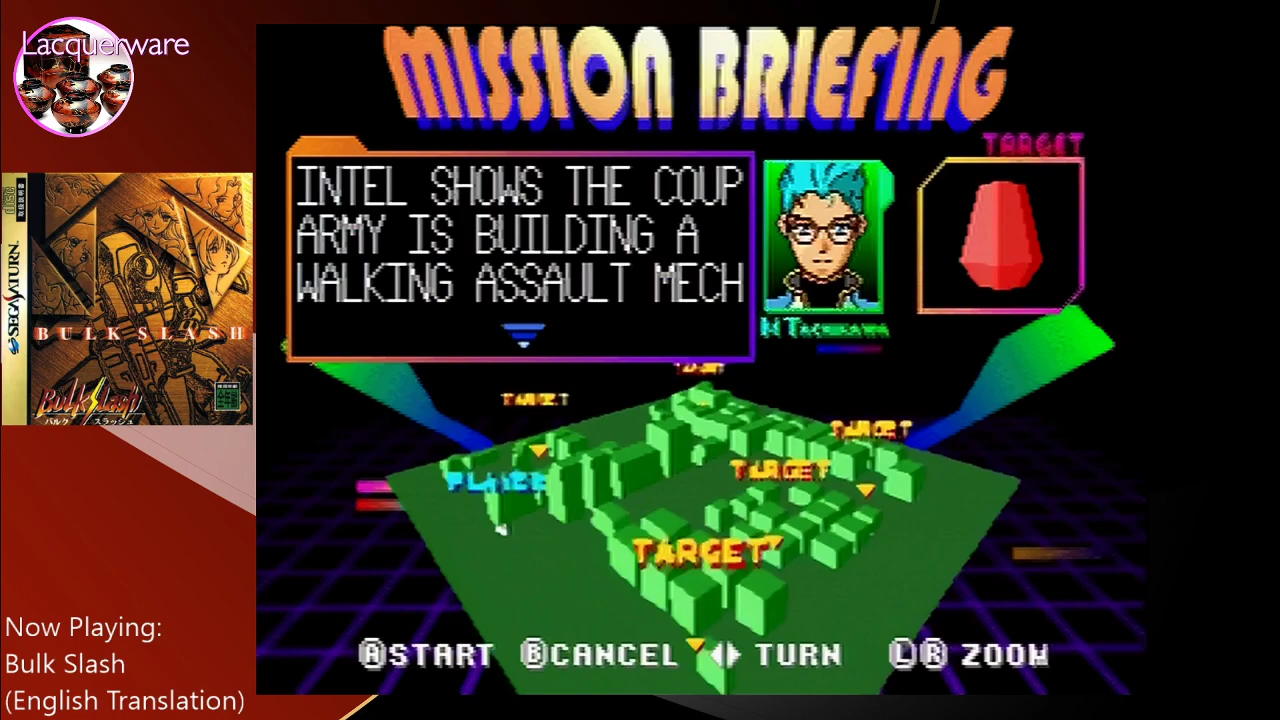 Lacquerware
MISSION BRIEFING
TARGET
INTEL SHOWS THE COUP
ARMY IS BUILDING A
WALKING ASSAULT MECH
SEGA SATURN
BULK SLASH
Bulk Slash
バルク スラッシュ
TARGET
TARGET
TARGET
TARGET
PLAYER
TARGET
ⒶSTART ⒷCANCEL TURN ⓁⓇ ZOOM
Now Playing:
Bulk Slash
(English Translation)